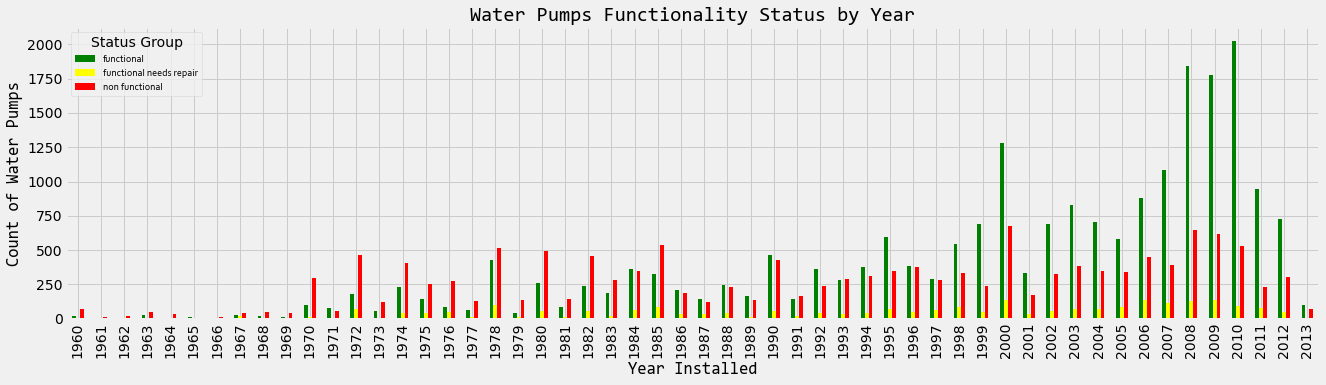 Water Pumps Functionality Status by Year
Status Group
functional
functional needs repair
non functional
Count of Water Pumps
2000
1750
1500
1250
1000
750
500
250
0
1960 1961 1962 1963 1964 1965 1966 1967 1968 1969 1970 1971 1972 1973 1974 1975 1976 1977 1978 1979 1980 1981 1982 1983 1984 1985 1986 1987 1988 1989 1990 1991 1992 1993 1994 1995 1996 1997 1998 1999 2000 2001 2002 2003 2004 2005 2006 2007 2008 2009 2010 2011 2012 2013
Year Installed